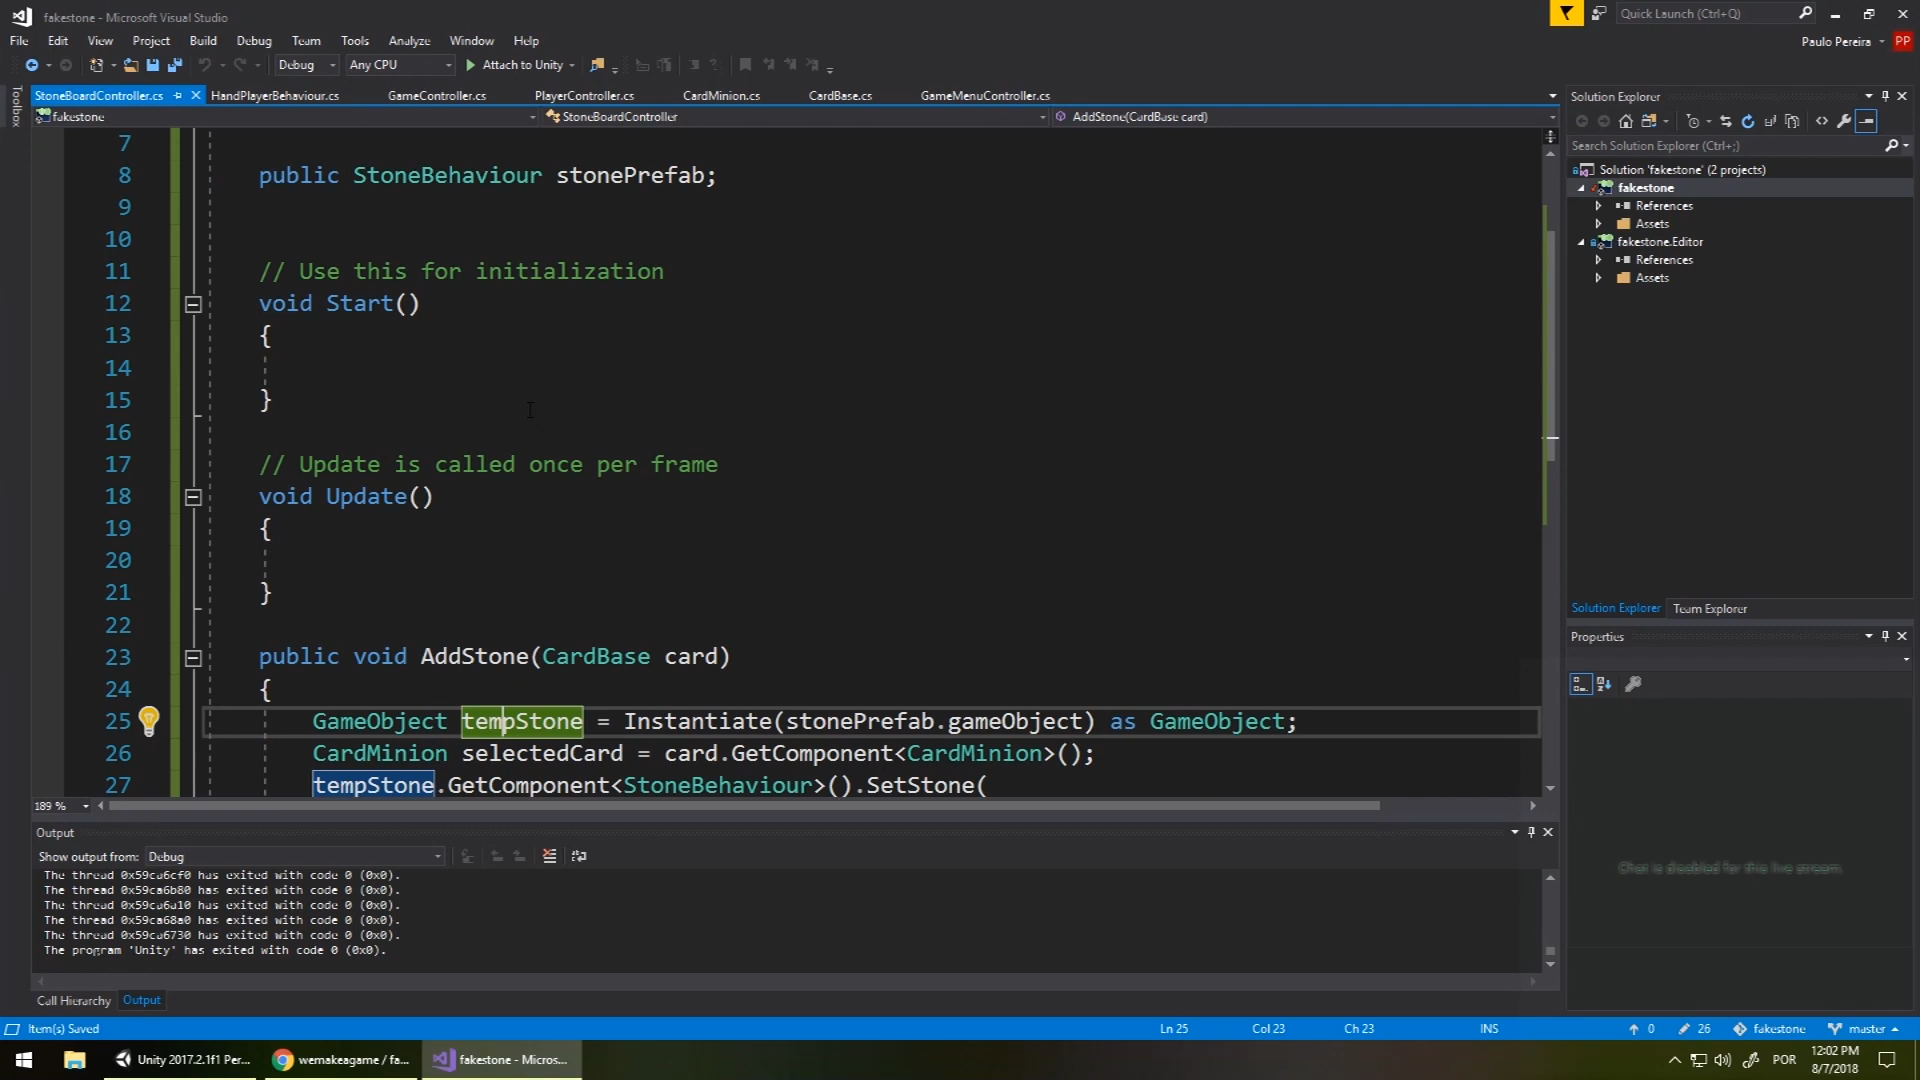 fakestone - Microsoft Visual Studio
Quick Launch (Ctrl+Q)
File Edit View Project Build Debug Team Tools Analyze Window Help
Paulo Pereira PP
Debug Any CPU Attach to Unity
Toolbox
StoneBoardController.cs HandPlayerBehaviour.cs GameController.cs PlayerController.cs CardMinion.cs CardBase.cs GameMenuController.cs
fakestone StoneBoardController AddStone(CardBase card)
7
8 public StoneBehaviour stonePrefab;
9
10
11 // Use this for initialization
12 void Start()
13 {
14
15 }
16
17 // Update is called once per frame
18 void Update()
19 {
20
21 }
22
23 public void AddStone(CardBase card)
24 {
25 GameObject tempStone = Instantiate(stonePrefab.gameObject) as GameObject;
26 CardMinion selectedCard = card.GetComponent<CardMinion>();
27 tempStone.GetComponent<StoneBehaviour>().SetStone(
189 %
Output
Show output from: Debug
The thread 0x59ca6cf0 has exited with code 0 (0x0).
The thread 0x59ca6b80 has exited with code 0 (0x0).
The thread 0x59ca6a10 has exited with code 0 (0x0).
The thread 0x59ca68a0 has exited with code 0 (0x0).
The thread 0x59ca6730 has exited with code 0 (0x0).
The program 'Unity' has exited with code 0 (0x0).
Call Hierarchy Output
Solution Explorer
Search Solution Explorer (Ctrl+;)
Solution 'fakestone' (2 projects)
fakestone
References
Assets
fakestone.Editor
References
Assets
Solution Explorer Team Explorer
Properties
Chat is disabled for this live stream.
Item(s) Saved Ln 25 Col 23 Ch 23 INS 0 26 fakestone master
Unity 2017.2.1f1 Per... wemakeagame / fa... fakestone - Micros... POR 12:02 PM
8/7/2018